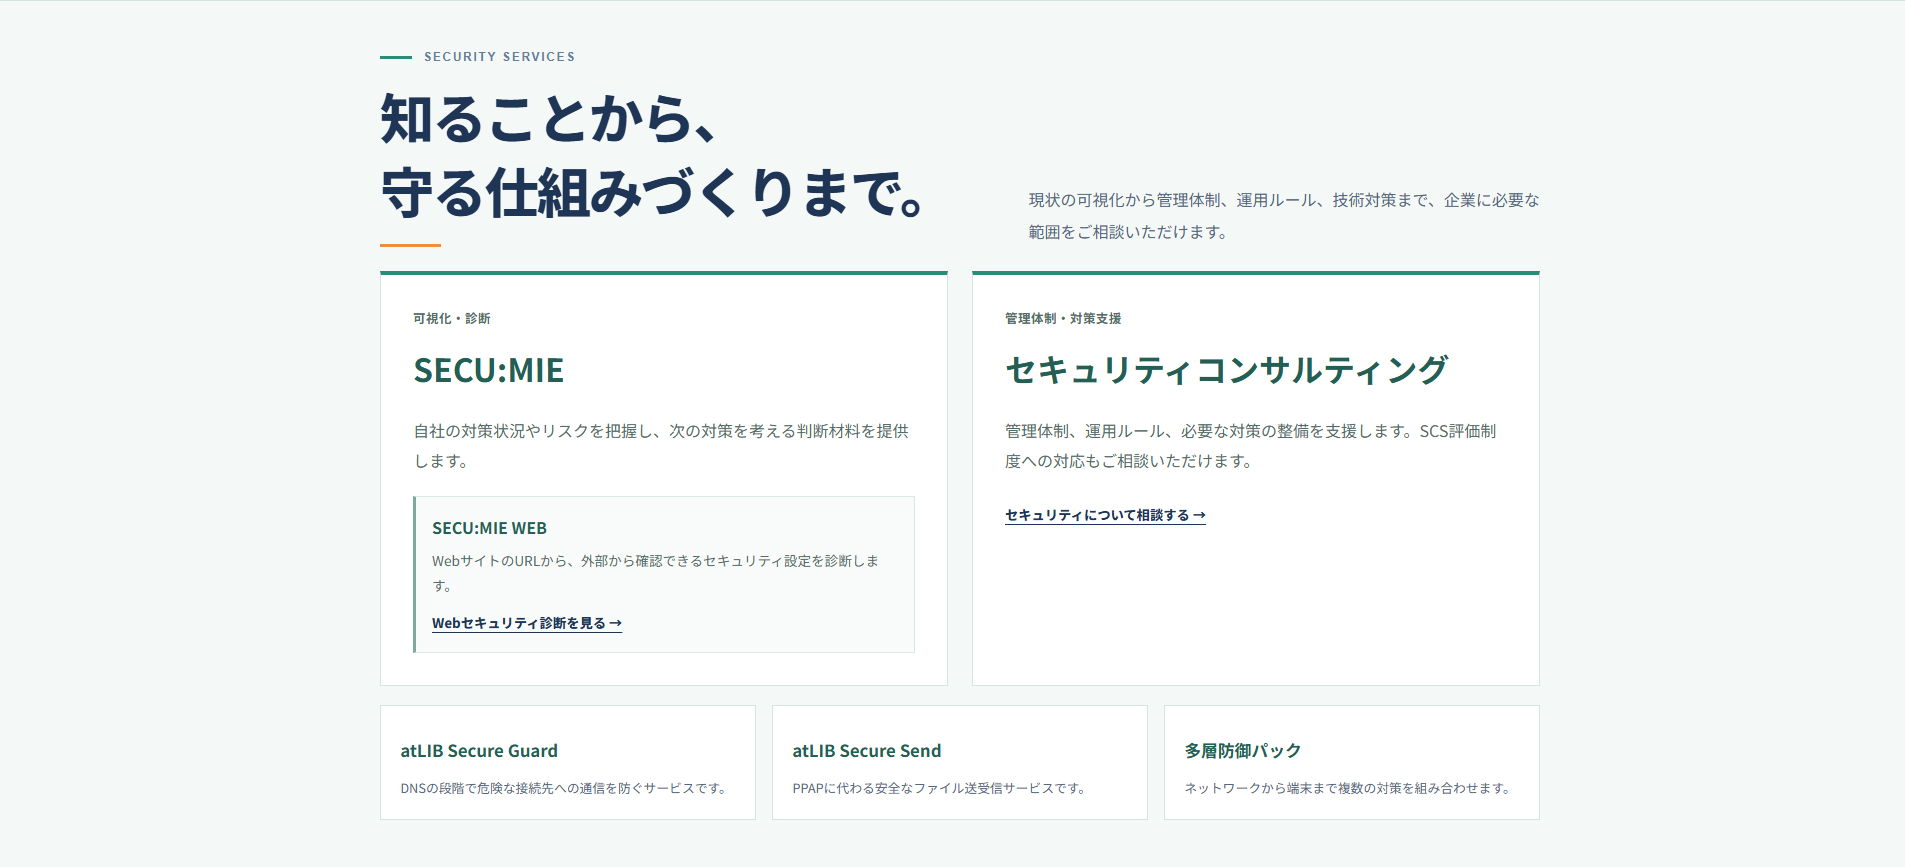 SECURITY SERVICES
知ることから、
守る仕組みづくりまで。
現状の可視化から管理体制、運用ルール、技術対策まで、企業に必要な
範囲をご相談いただけます。
可視化・診断
SECU:MIE
自社の対策状況やリスクを把握し、次の対策を考える判断材料を提供
します。
SECU:MIE WEB
WebサイトのURLから、外部から確認できるセキュリティ設定を診断しま
す。
Webセキュリティ診断を見る →
管理体制・対策支援
セキュリティコンサルティング
管理体制、運用ルール、必要な対策の整備を支援します。SCS評価制
度への対応もご相談いただけます。
セキュリティについて相談する →
atLIB Secure Guard
DNSの段階で危険な接続先への通信を防ぐサービスです。
atLIB Secure Send
PPAPに代わる安全なファイル送受信サービスです。
多層防御パック
ネットワークから端末まで複数の対策を組み合わせます。